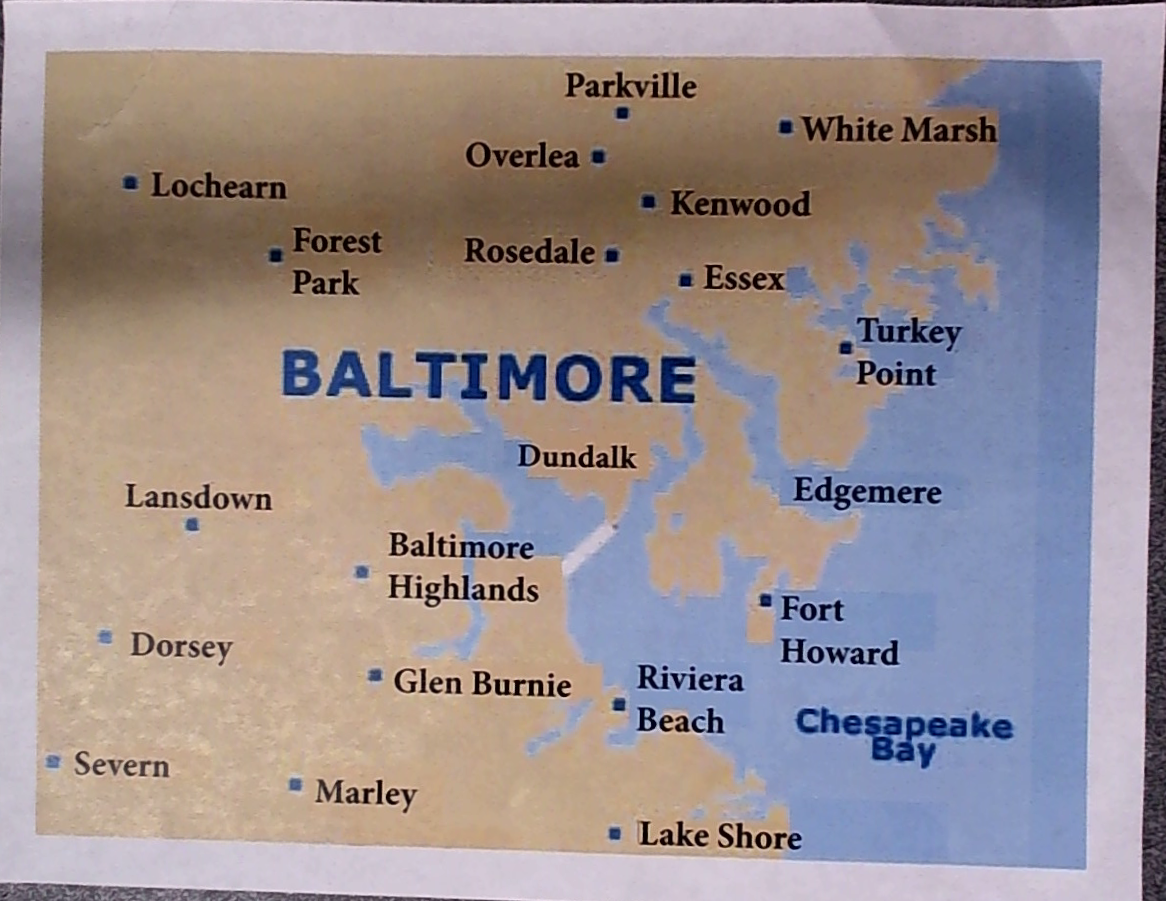 Parkville
White Marsh
Overlea
Lochearn
Kenwood
Forest
Park
Rosedale
Essex
Turkey
Point
BALTIMORE
Dundalk
Edgemere
Lansdown
Baltimore
Highlands
Fort
Howard
Dorsey
Glen Burnie
Riviera
Beach
Chesapeake
Bay
Severn
Marley
Lake Shore